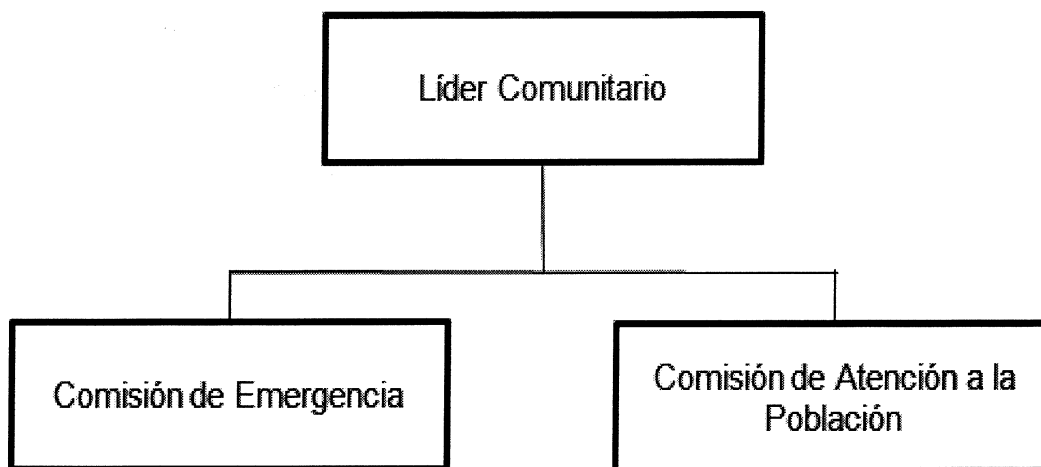 Líder Comunitario
Comisión de Emergencia
Comisión de Atención a la
Población